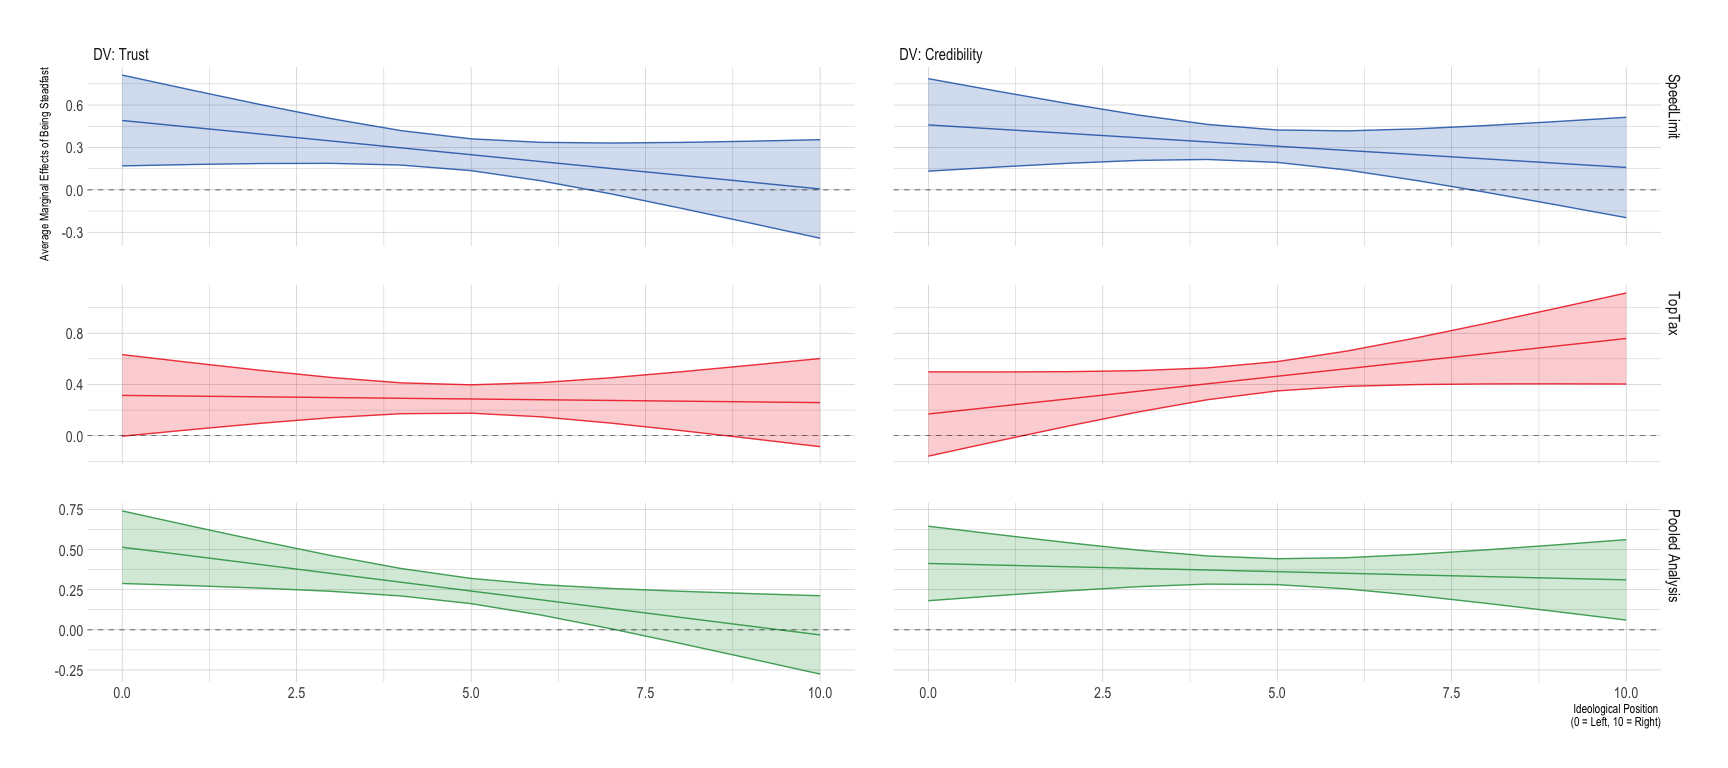 DV: Trust
DV: Credibility
Average Marginal Effects of Being Steadfast
0.6
0.3
0.0
-0.3
SpeedLimit
0.8
0.4
0.0
TopTax
0.75
0.50
0.25
0.00
-0.25
Pooled Analysis
0.0 2.5 5.0 7.5 10.0
0.0 2.5 5.0 7.5 10.0
Ideological Position
(0 = Left, 10 = Right)